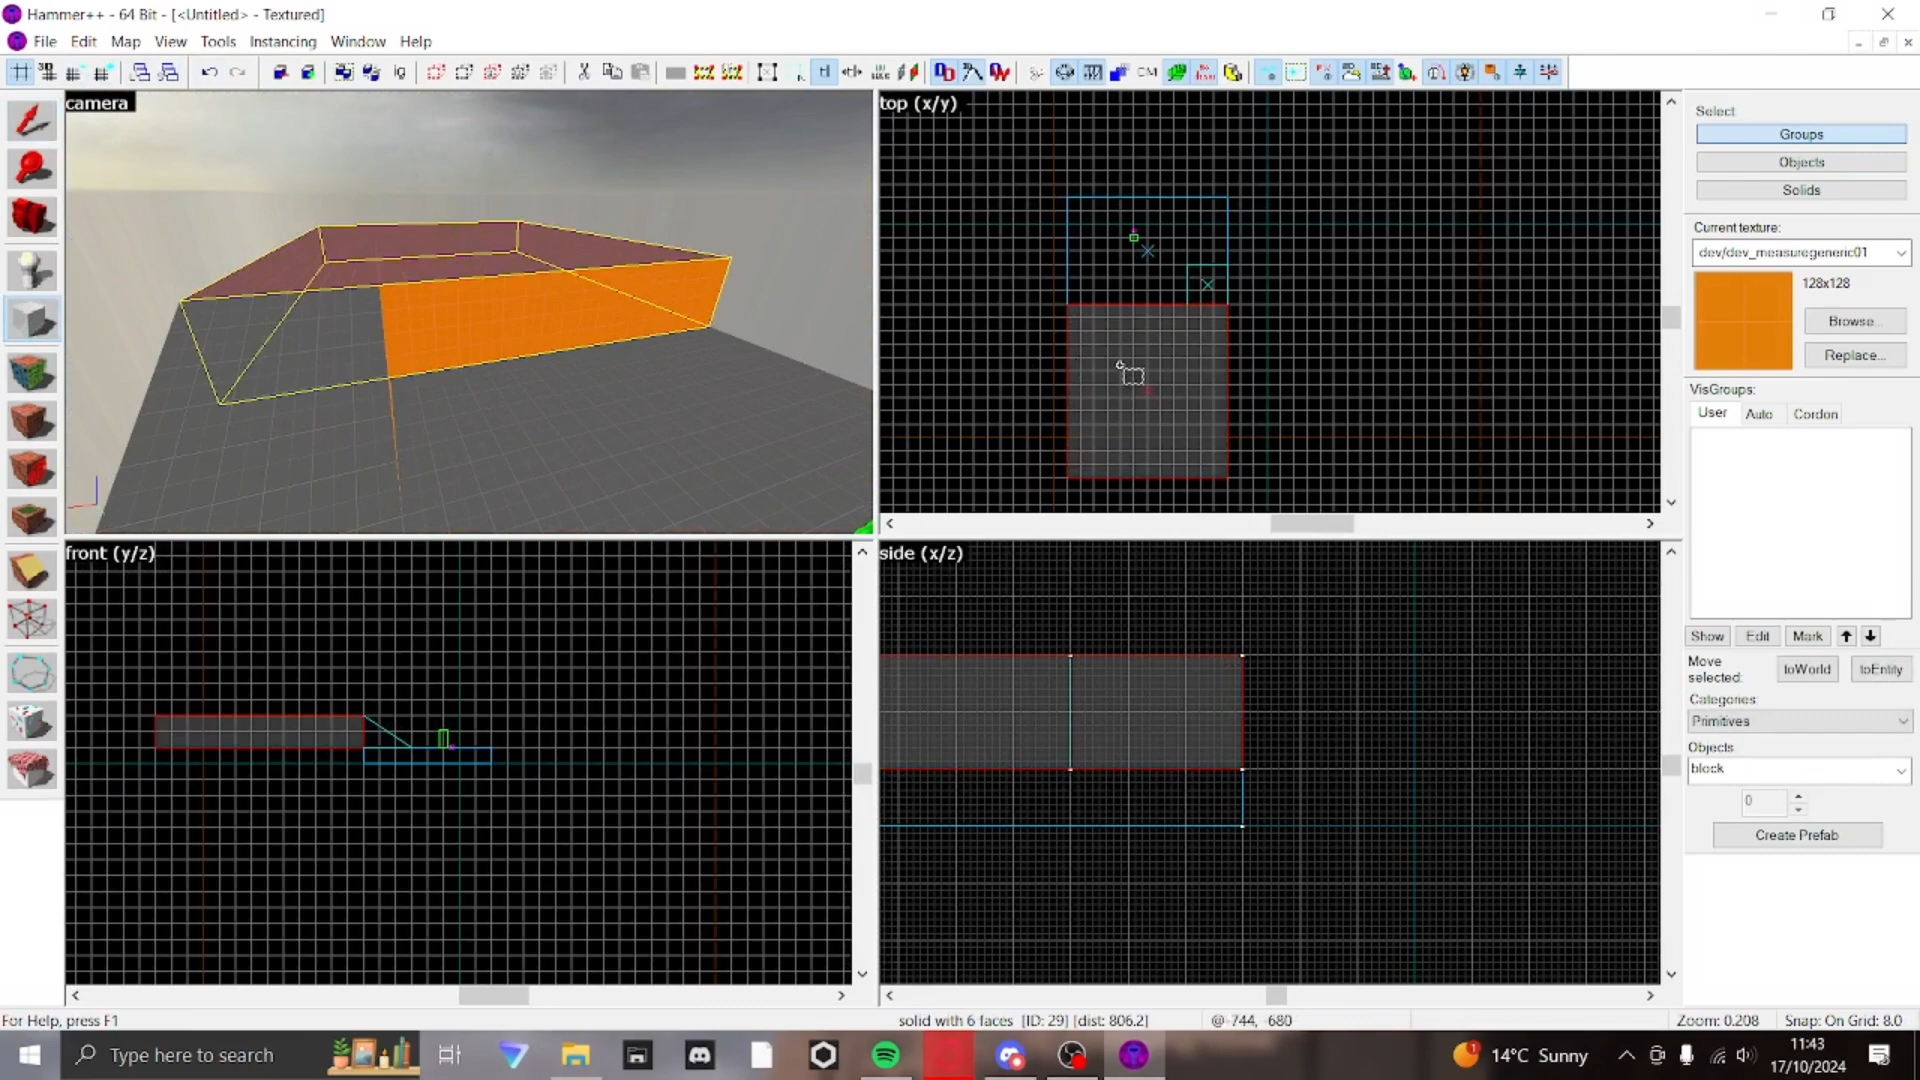 Hammer++ - 64 Bit - [<Untitled> - Textured]
File Edit Map View Tools Instancing Window Help
camera
top (x/y)
front (y/z)
side (x/z)
Select:
Groups
Objects
Solids
Current texture:
dev/dev_measuregeneric01
128x128
Browse...
Replace...
VisGroups:
User Auto Cordon
Show Edit Mark
Move selected: toWorld toEntity
Categories:
Primitives
Objects
block
0
Create Prefab
For Help, press F1
solid with 6 faces [ID: 29] [dist: 806.2]
@-744, -680
Zoom: 0.208
Snap: On Grid: 8.0
Type here to search
1
14°C Sunny
11:43
17/10/2024